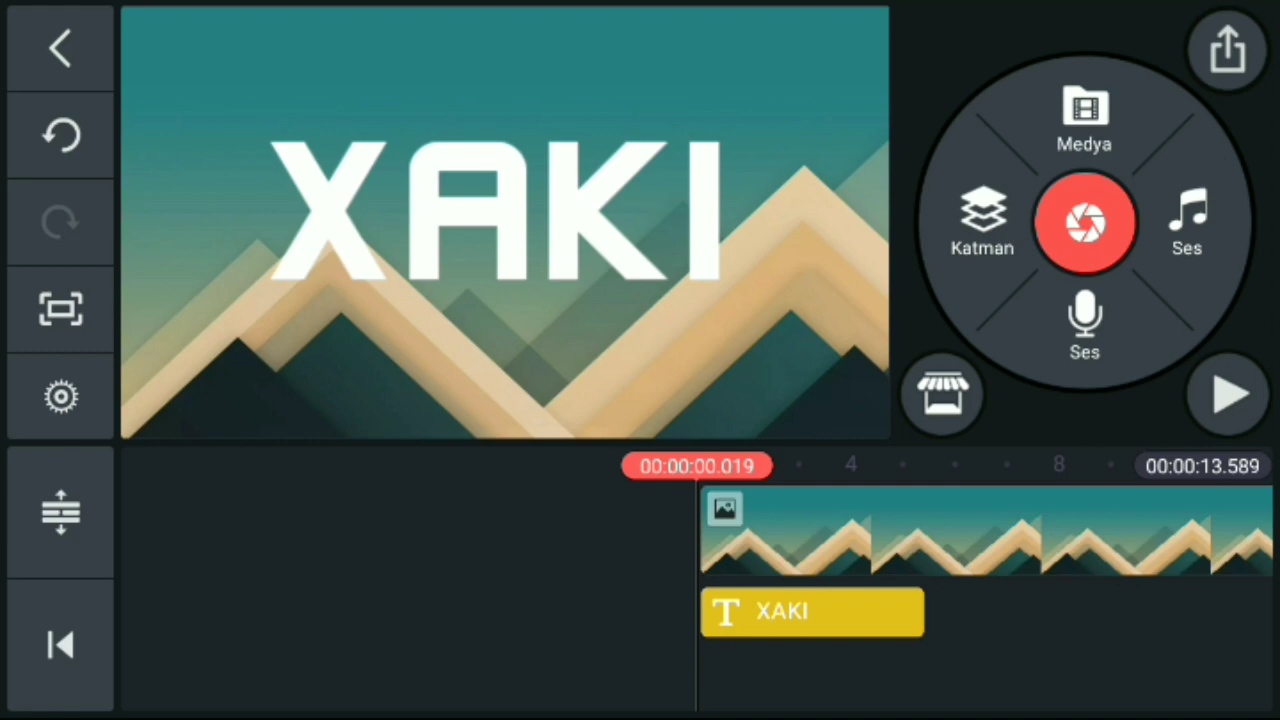 XAKI
Medya
Katman
Ses
Ses
00:00:00.019
4
8
00:00:13.589
T XAKI